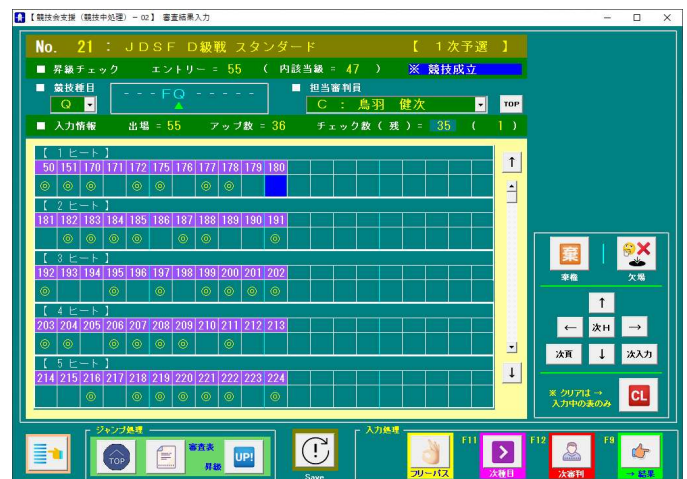 【 競技会支援（競技中処理）－02】 審査結果入力
No. 21 : ＪＤＳＦ Ｄ級戦 スタンダード 【 １次予選 】
■ 昇級チェック エントリー = 55 ( 内該当級 = 47 ) ※ 競技成立
■ 競技種目 ■ 担当審判員
Q - - - FQ - - - - - C : 鳥羽 健次 TOP
■ 入力情報 出場 = 55 アップ数 = 36 チェック数 ( 残 ) = 35 ( 1 )
【 1 ヒート 】
50 151 170 171 172 175 176 177 178 179 180
◎ ◎ ◎ ◎ ◎ ◎ ◎
【 2 ヒート 】
181 182 183 184 185 186 187 188 189 190 191
◎ ◎ ◎ ◎ ◎ ◎ ◎
【 3 ヒート 】
192 193 194 195 196 197 198 199 200 201 202
◎ ◎ ◎ ◎ ◎ ◎ ◎
【 4 ヒート 】
203 204 205 206 207 208 209 210 211 212 213
◎ ◎ ◎ ◎ ◎ ◎
【 5 ヒート 】
214 215 216 217 218 219 220 221 222 223 224
◎ ◎ ◎ ◎ ◎ ◎ ◎
棄
棄権 欠場
↑
← 次H →
次頁 ↓ 次入力
※ クリアは →
入力中の表のみ
CL
ジャンプ処理
TOP
審査表
昇級
UP!
Save
入力処理
フリーパス
F11
次種目
F12
次審判
F9
→ 結果